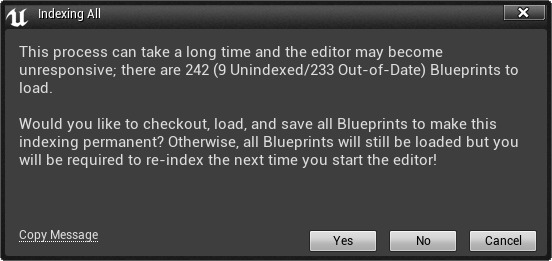 Indexing All
This process can take a long time and the editor may become
unresponsive; there are 242 (9 Unindexed/233 Out-of-Date) Blueprints to
load.
Would you like to checkout, load, and save all Blueprints to make this
indexing permanent? Otherwise, all Blueprints will still be loaded but you
will be required to re-index the next time you start the editor!
Copy Message
Yes
No
Cancel